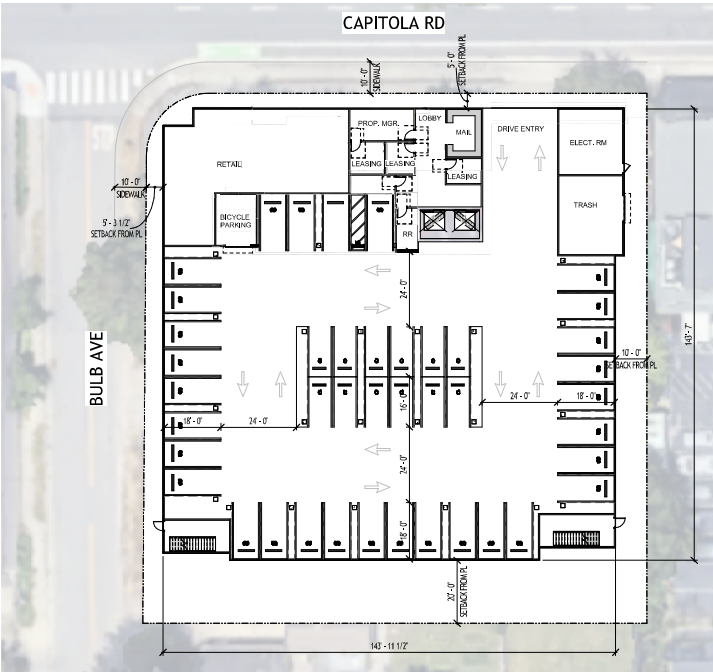 CAPITOLA RD
10' - 0"
SIDEWALK
5' - 0"
SETBACK FROM PL
PROP. MGR.
LOBBY
MAIL
DRIVE ENTRY
ELECT. RM
RETAIL
LEASING
LEASING
LEASING
TRASH
10' - 0"
SIDEWALK
5' - 3 1/2"
SETBACK FROM PL
BICYCLE
PARKING
RR
24' - 0"
143' - 7"
BULB AVE
10' - 0"
SETBACK FROM PL
16' - 0"
18' - 0"
24' - 0"
24' - 0"
18' - 0"
24' - 0"
18' - 0"
20' - 0"
SETBACK FROM PL
143' - 11 1/2"